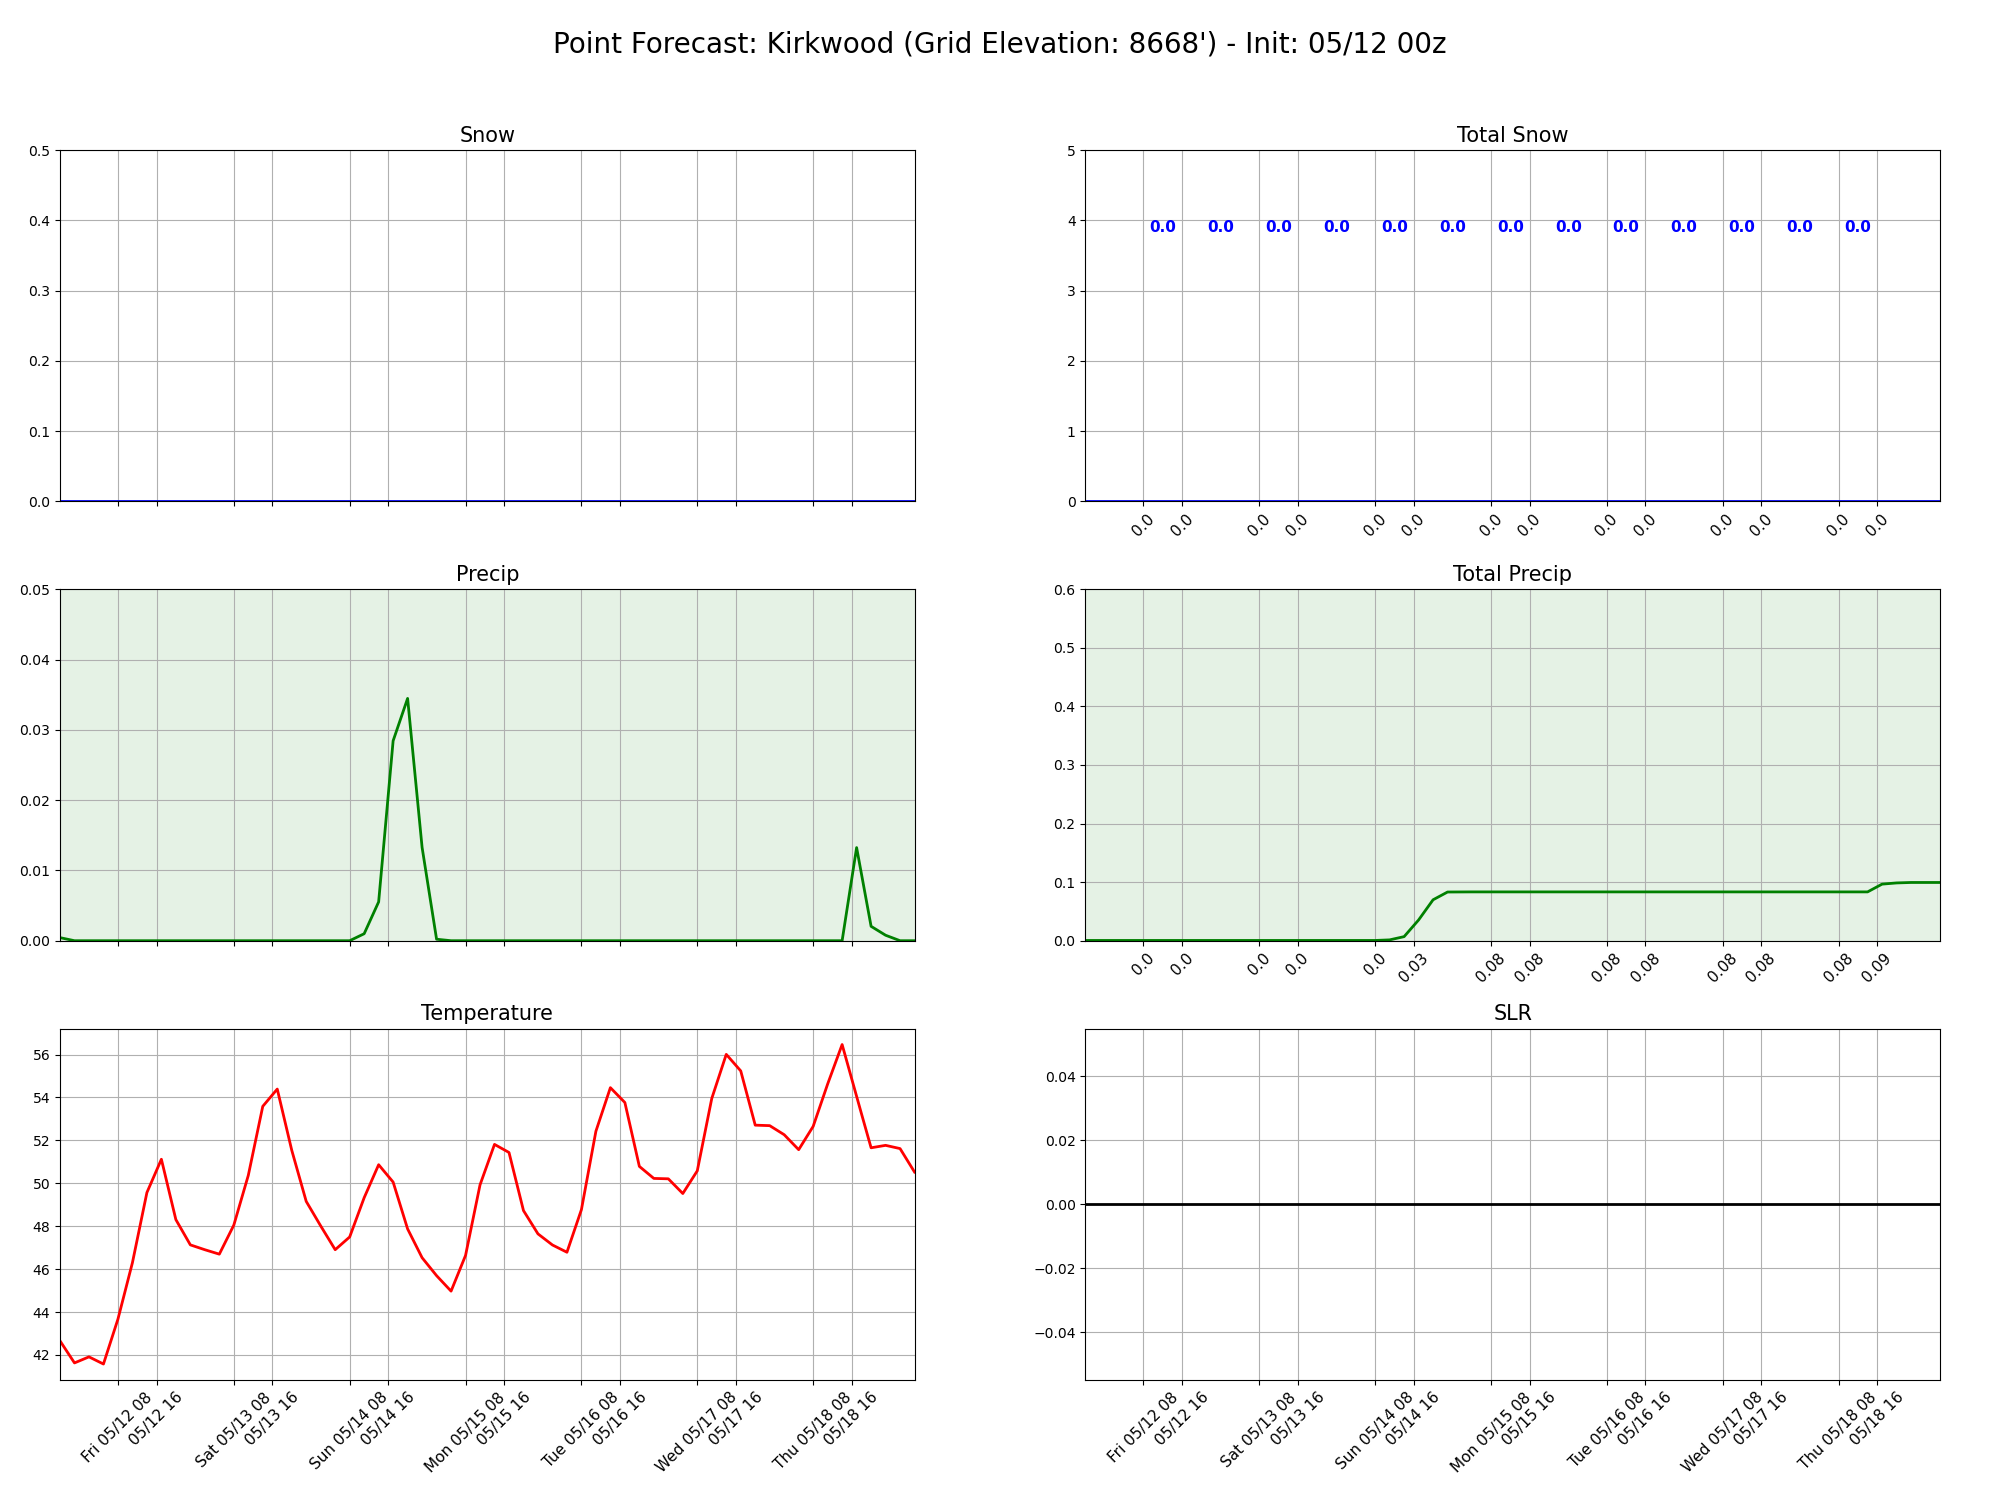 Point Forecast: Kirkwood (Grid Elevation: 8668') - Init: 05/12 00z
Snow
0.5
0.4
0.3
0.2
0.1
0.0
Total Snow
5
4
3
2
1
0
0.0 0.0 0.0 0.0 0.0 0.0 0.0 0.0 0.0 0.0 0.0 0.0 0.0
0.0 0.0 0.0 0.0 0.0 0.0 0.0 0.0 0.0 0.0 0.0 0.0 0.0 0.0
Precip
0.05
0.04
0.03
0.02
0.01
0.00
Total Precip
0.6
0.5
0.4
0.3
0.2
0.1
0.0
0.0 0.0 0.0 0.0 0.0 0.03 0.08 0.08 0.08 0.08 0.08 0.08 0.08 0.09
Temperature
56
54
52
50
48
46
44
42
Fri 05/12 08
05/12 16
Sat 05/13 08
05/13 16
Sun 05/14 08
05/14 16
Mon 05/15 08
05/15 16
Tue 05/16 08
05/16 16
Wed 05/17 08
05/17 16
Thu 05/18 08
05/18 16
SLR
0.04
0.02
0.00
−0.02
−0.04
Fri 05/12 08
05/12 16
Sat 05/13 08
05/13 16
Sun 05/14 08
05/14 16
Mon 05/15 08
05/15 16
Tue 05/16 08
05/16 16
Wed 05/17 08
05/17 16
Thu 05/18 08
05/18 16